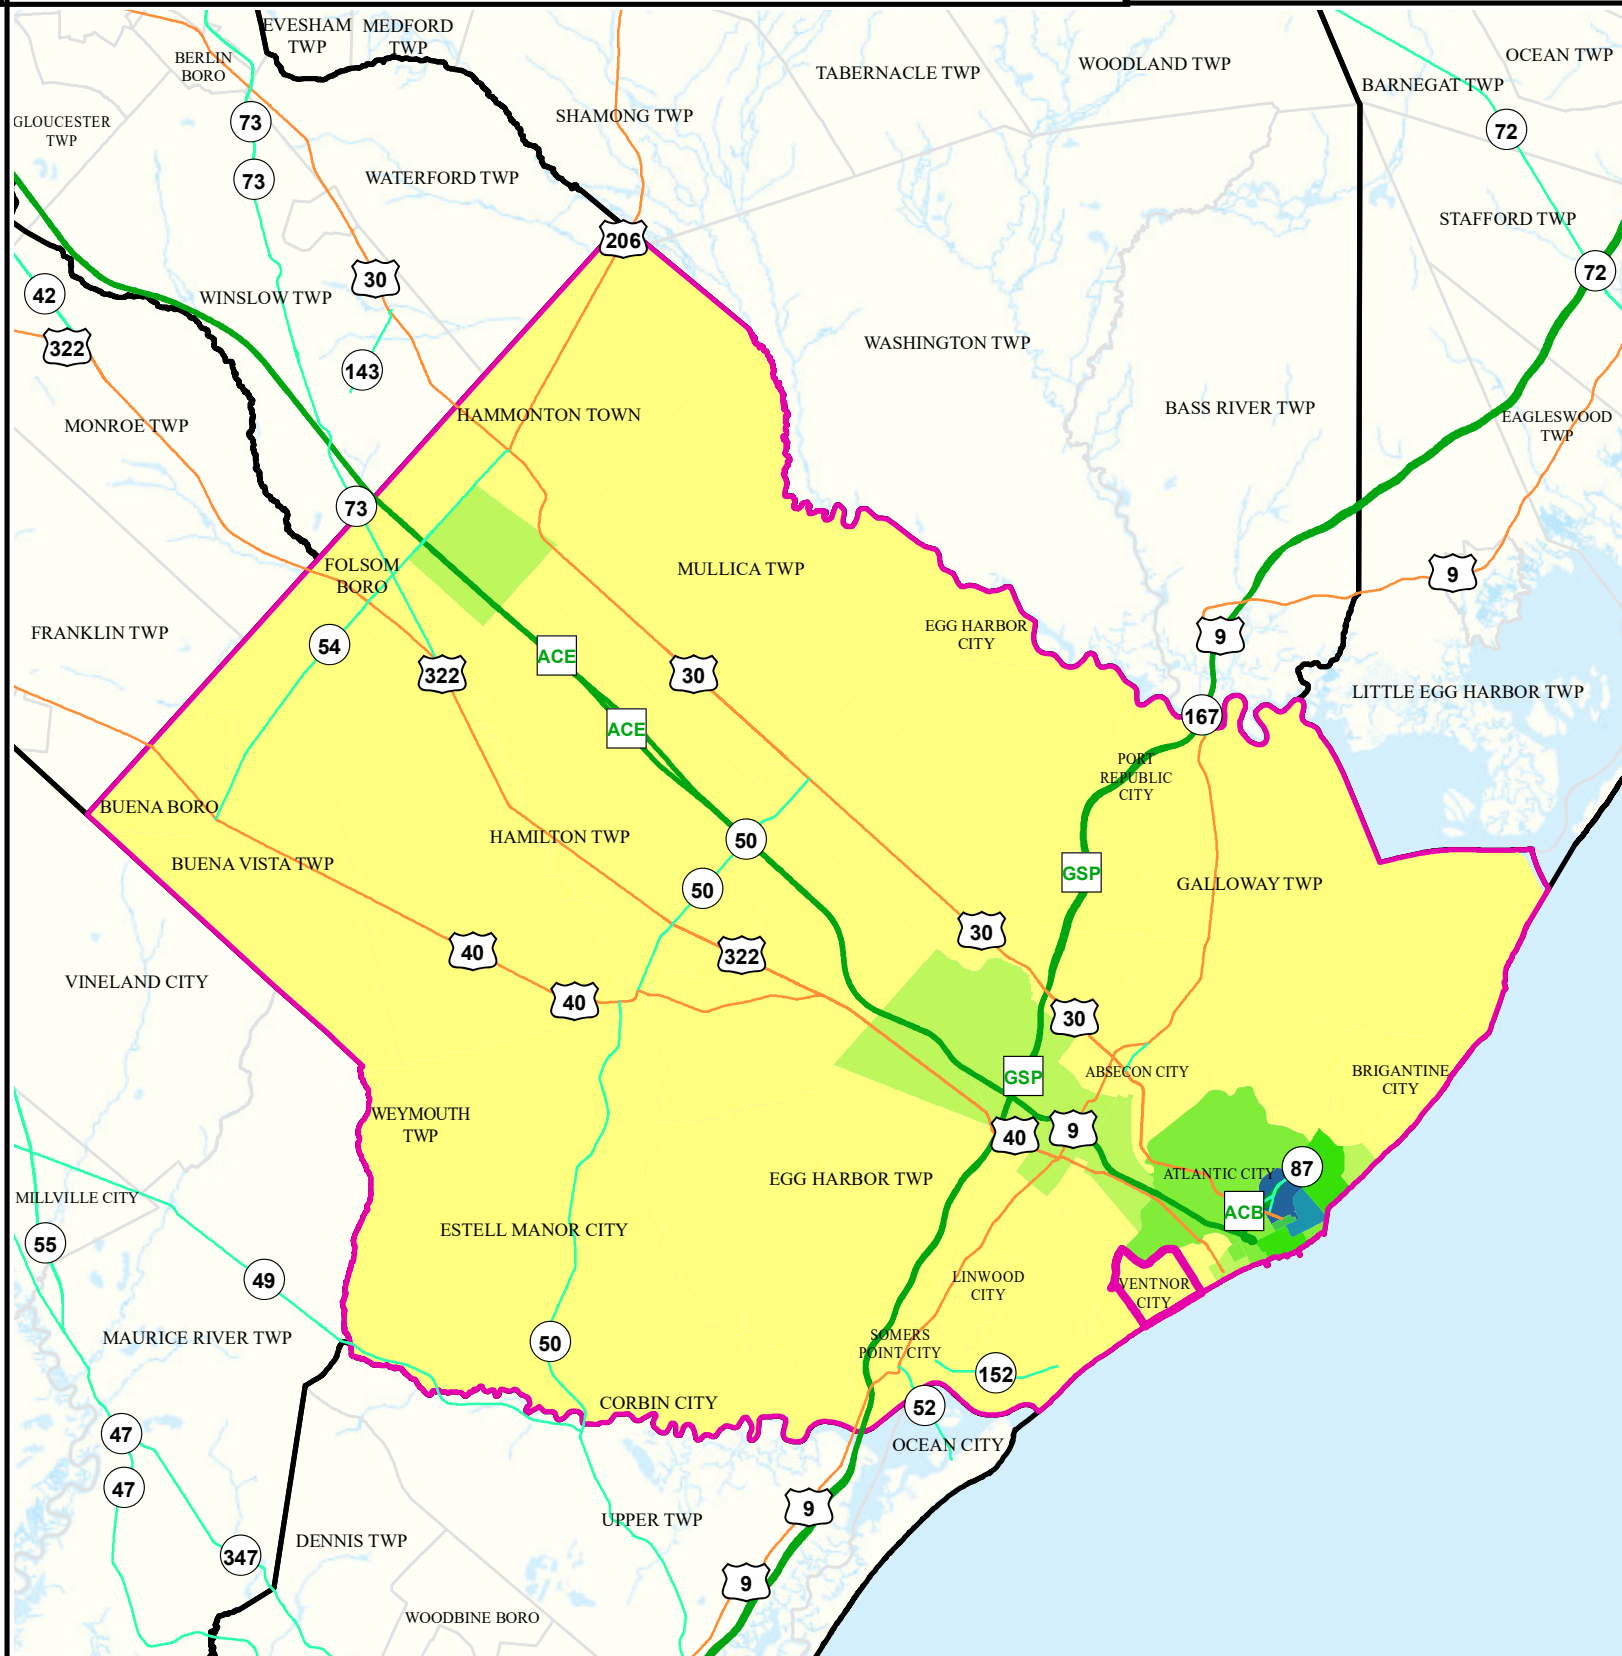 EVESHAM
TWP
MEDFORD
TWP
BERLIN
BORO
TABERNACLE TWP
WOODLAND TWP
OCEAN TWP
BARNEGAT TWP
GLOUCESTER
TWP
73
SHAMONG TWP
72
73
WATERFORD TWP
STAFFORD TWP
206
72
30
42
WINSLOW TWP
322
143
WASHINGTON TWP
MONROE TWP
HAMMONTON TOWN
BASS RIVER TWP
EAGLESWOOD
TWP
73
FOLSOM
BORO
MULLICA TWP
9
FRANKLIN TWP
54
EGG HARBOR
CITY
9
ACE
322
30
LITTLE EGG HARBOR TWP
167
ACE
PORT
REPUBLIC
CITY
BUENA BORO
HAMILTON TWP
50
BUENA VISTA TWP
50
GSP
GALLOWAY TWP
30
40
322
VINELAND CITY
40
30
GSP
ABSECON CITY
BRIGANTINE
CITY
WEYMOUTH
TWP
40
9
EGG HARBOR TWP
ATLANTIC CITY
87
MILLVILLE CITY
ACB
ESTELL MANOR CITY
55
49
LINWOOD
CITY
VENTNOR
CITY
MAURICE RIVER TWP
50
SOMERS
POINT CITY
152
CORBIN CITY
52
47
OCEAN CITY
47
9
UPPER TWP
DENNIS TWP
347
9
WOODBINE BORO